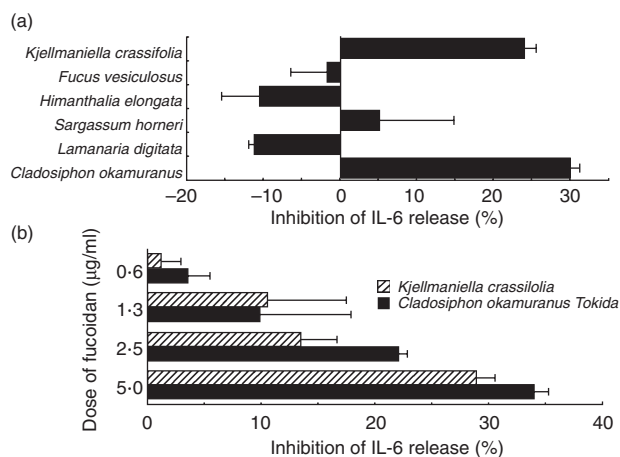 (a)
Kjellmaniella crassifolia
Fucus vesiculosus
Himanthalia elongata
Sargassum horneri
Lamanaria digitata
Cladosiphon okamuranus
−20 −10 0 10 20 30
Inhibition of IL-6 release (%)
(b)
Dose of fucoidan (µg/ml)
0·6
1·3
2·5
5·0
Kjellmaniella crassilolia
Cladosiphon okamuranus Tokida
0 10 20 30 40
Inhibition of IL-6 release (%)